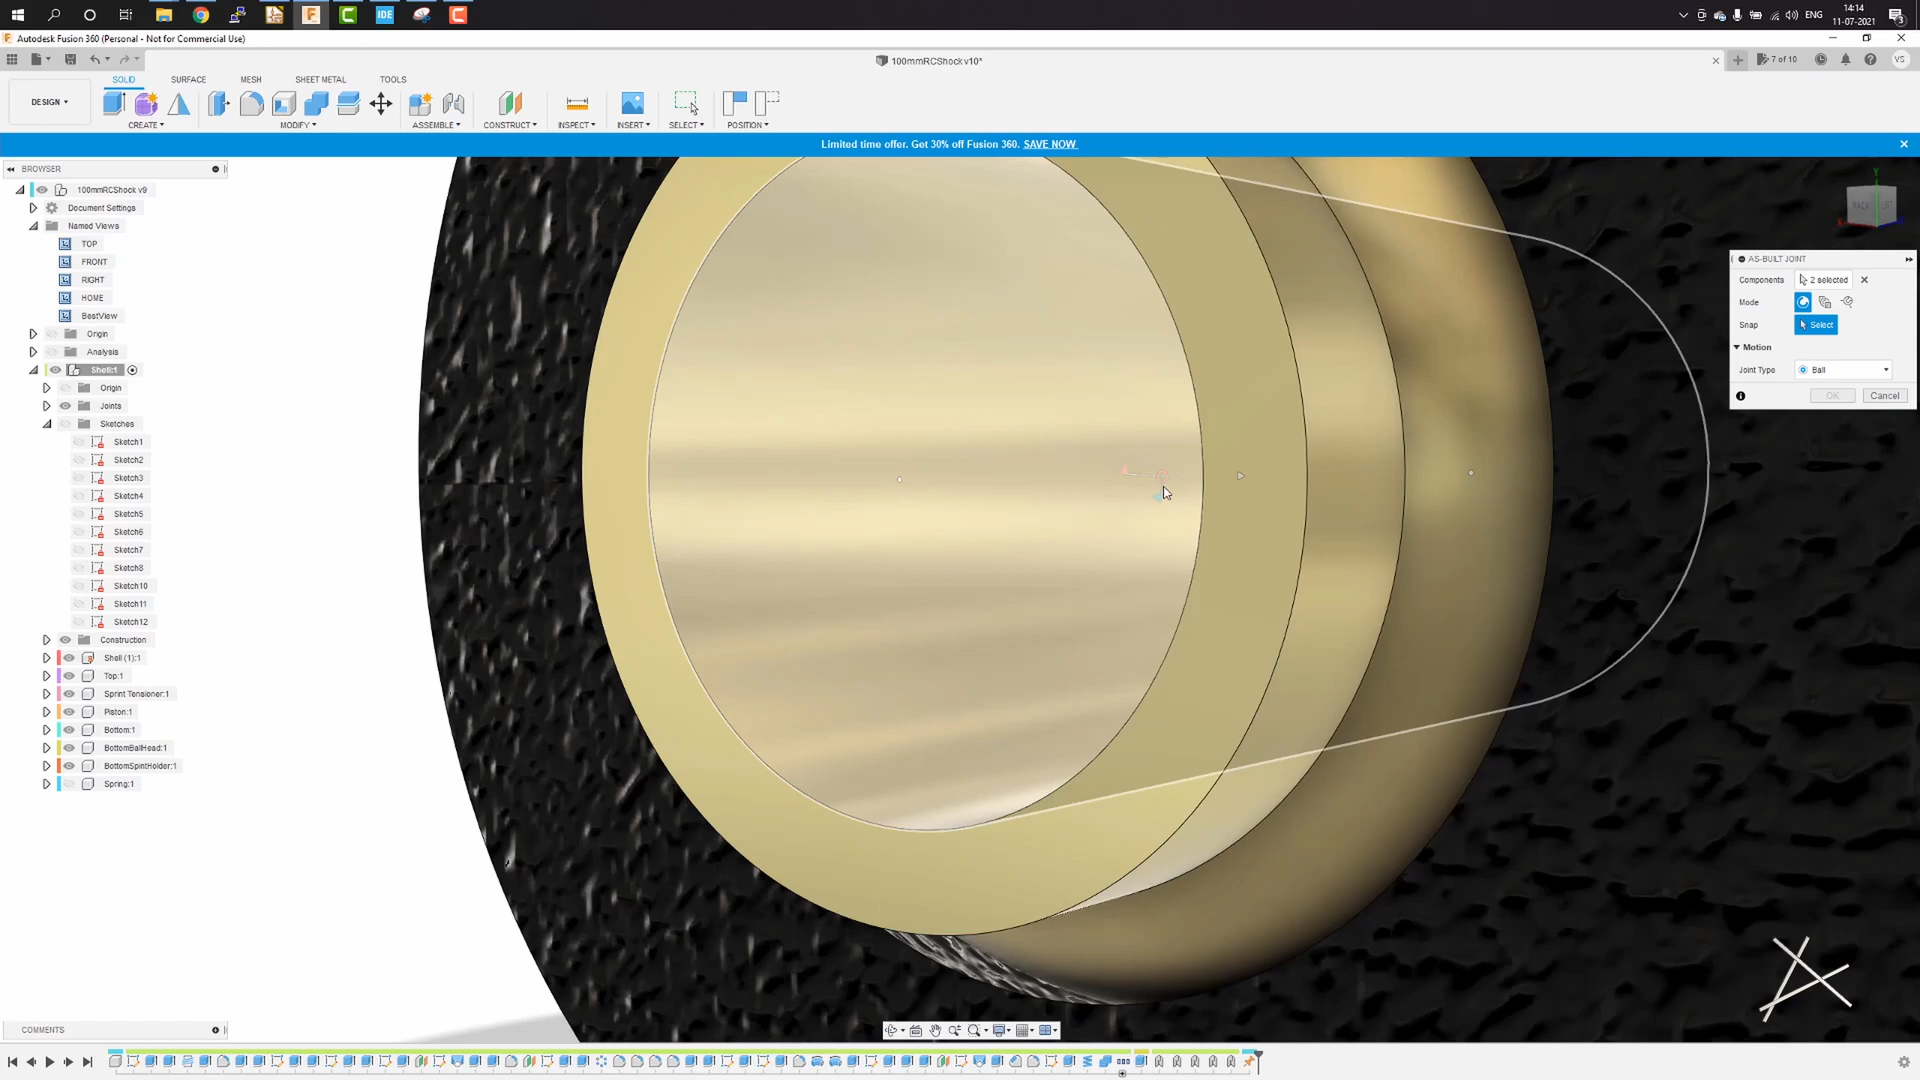 14:14
ENG
11-07-2021
3
IDE
Autodesk Fusion 360 (Personal - Not for Commercial Use)
100mmRCShock v10*
7 of 10
VS
SOLID
SURFACE
MESH
SHEET METAL
TOOLS
DESIGN
CREATE
MODIFY
ASSEMBLE
CONSTRUCT
INSPECT
INSERT
SELECT
POSITION
Limited time offer. Get 30% off Fusion 360. SAVE NOW
BROWSER
100mmRCShock v9
Document Settings
Named Views
TOP
FRONT
RIGHT
HOME
BestView
Origin
Analysis
Shell:1
Origin
Joints
Sketches
Sketch1
Sketch2
Sketch3
Sketch4
Sketch5
Sketch6
Sketch7
Sketch8
Sketch10
Sketch11
Sketch12
Construction
Shell (1):1
Top:1
Sprint Tensioner:1
Piston:1
Bottom:1
BottomBallHead:1
BottomSpintHolder:1
Spring:1
Y
X
BACK
AS-BUILT JOINT
Components
2 selected
Mode
Snap
Select
Motion
Joint Type
Ball
OK
Cancel
COMMENTS